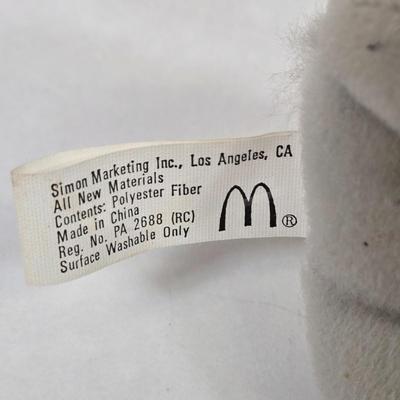 Simon Marketing Inc., Los Angeles, CA
All New Materials
Contents: Polyester Fiber
Made in China
Reg. No. PA 2688 (RC)
Surface Washable Only
M®